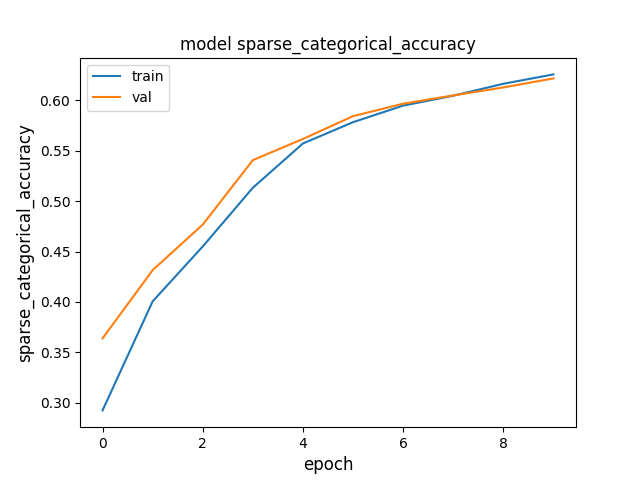 model sparse_categorical_accuracy
train
val
sparse_categorical_accuracy
0.60
0.55
0.50
0.45
0.40
0.35
0.30
0 2 4 6 8
epoch